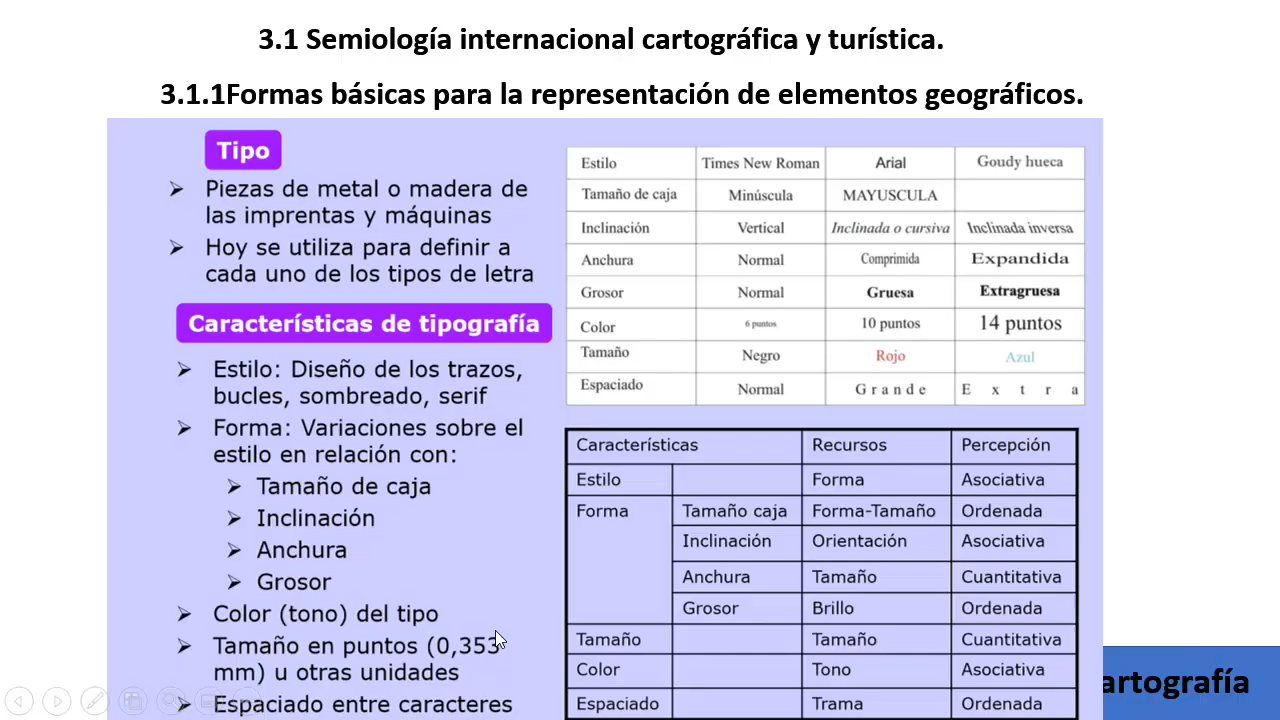 3.1 Semiología internacional cartográfica y turística.
3.1.1Formas básicas para la representación de elementos geográficos.
Tipo
Piezas de metal o madera de
las imprentas y máquinas
Hoy se utiliza para definir a
cada uno de los tipos de letra
Características de tipografía
Estilo: Diseño de los trazos,
bucles, sombreado, serif
Forma: Variaciones sobre el
estilo en relación con:
Tamaño de caja
Inclinación
Anchura
Grosor
Color (tono) del tipo
Tamaño en puntos (0,353
mm) u otras unidades
Espaciado entre caracteres
Estilo Times New Roman Arial Goudy hueca
Tamaño de caja Minúscula MAYUSCULA
Inclinación Vertical Inclinada o cursiva Inclinada inversa
Anchura Normal Comprimida Expandida
Grosor Normal Gruesa Extragruesa
Color 6 puntos 10 puntos 14 puntos
Tamaño Negro Rojo Azul
Espaciado Normal G r a n d e E x t r a
Características Recursos Percepción
Estilo Forma Asociativa
Forma Tamaño caja Forma-Tamaño Ordenada
Inclinación Orientación Asociativa
Anchura Tamaño Cuantitativa
Grosor Brillo Ordenada
Tamaño Tamaño Cuantitativa
Color Tono Asociativa
Espaciado Trama Ordenada
artografía